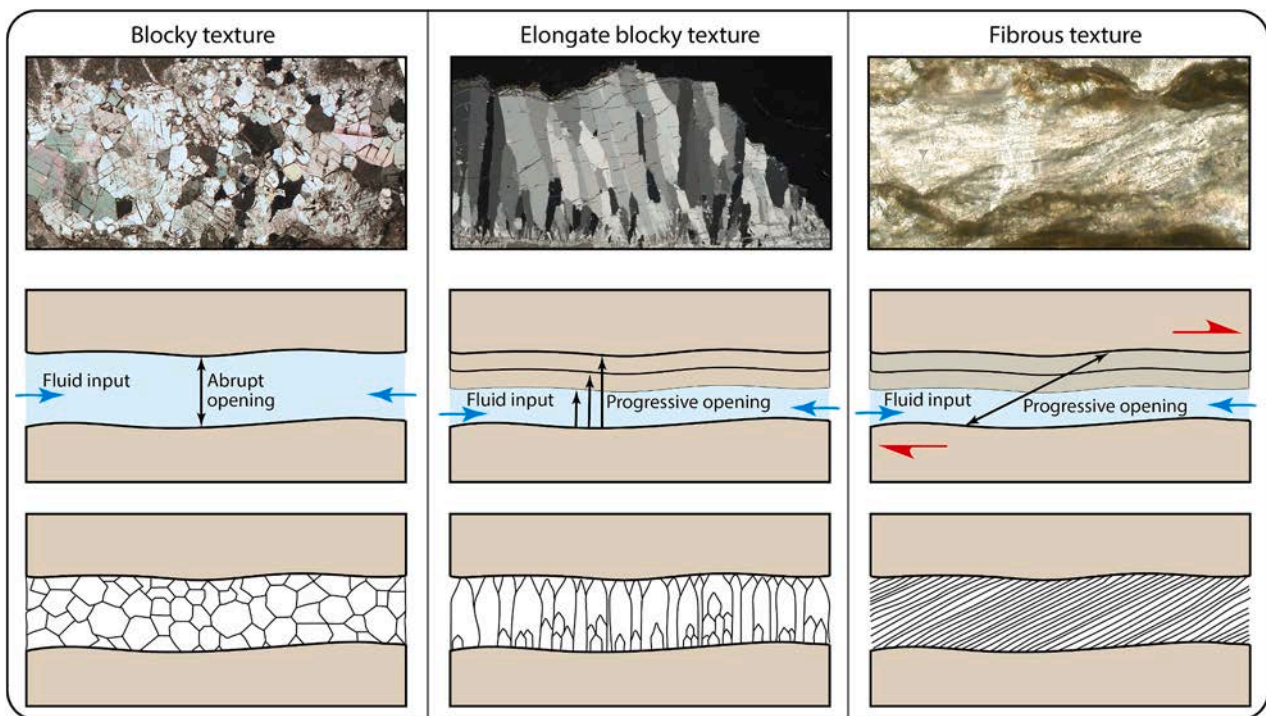 Blocky texture
Elongate blocky texture
Fibrous texture
Fluid input
Abrupt
opening
Fluid input
Progressive opening
Fluid input
Progressive opening